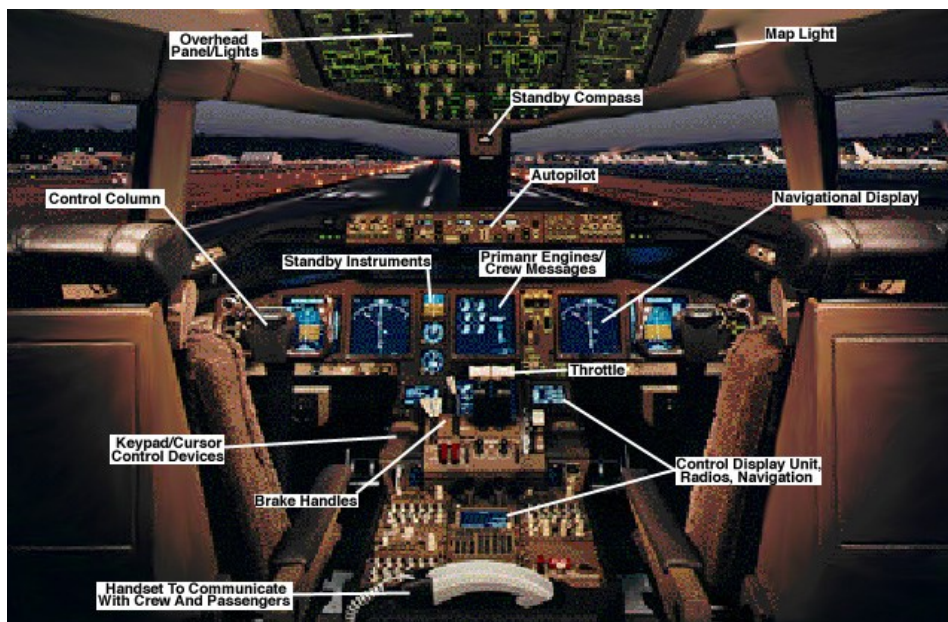 Overhead
Panel/Lights
Map Light
Standby Compass
Autopilot
Control Column
Navigational Display
Standby Instruments
Primanr Engines/
Crew Messages
Throttle
Keypad/Cursor
Control Devices
Brake Handles
Control Display Unit,
Radios, Navigation
Handset To Communicate
With Crew And Passengers